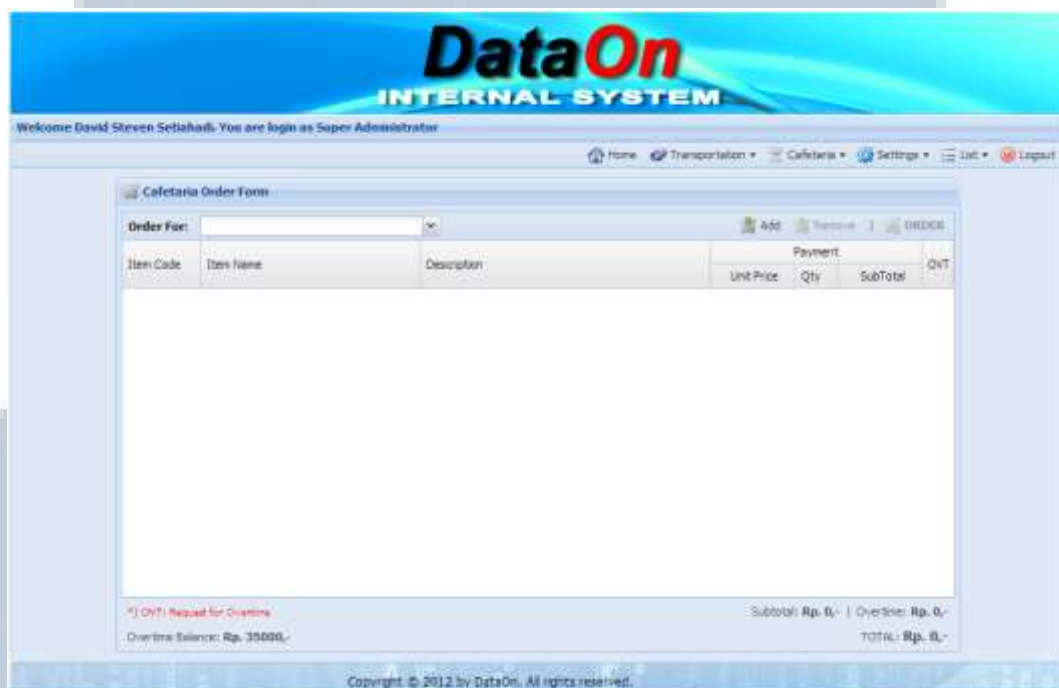 DataOn
INTERNAL SYSTEM
Welcome David Steven Setiahadi. You are login as Super Administrator
Home Transportation Cafetaria Settings List Logout
Cafetaria Order Form
Order For: Add Remove | ORDER
Item Code Item Name Description Payment OVT
Unit Price Qty SubTotal
*) OVT: Request for Overtime Subtotal: Rp. 0,- | Overtime: Rp. 0,-
Overtime Balance: Rp. 35000,- TOTAL: Rp. 0,-
Copyright © 2012 by DataOn. All rights reserved.